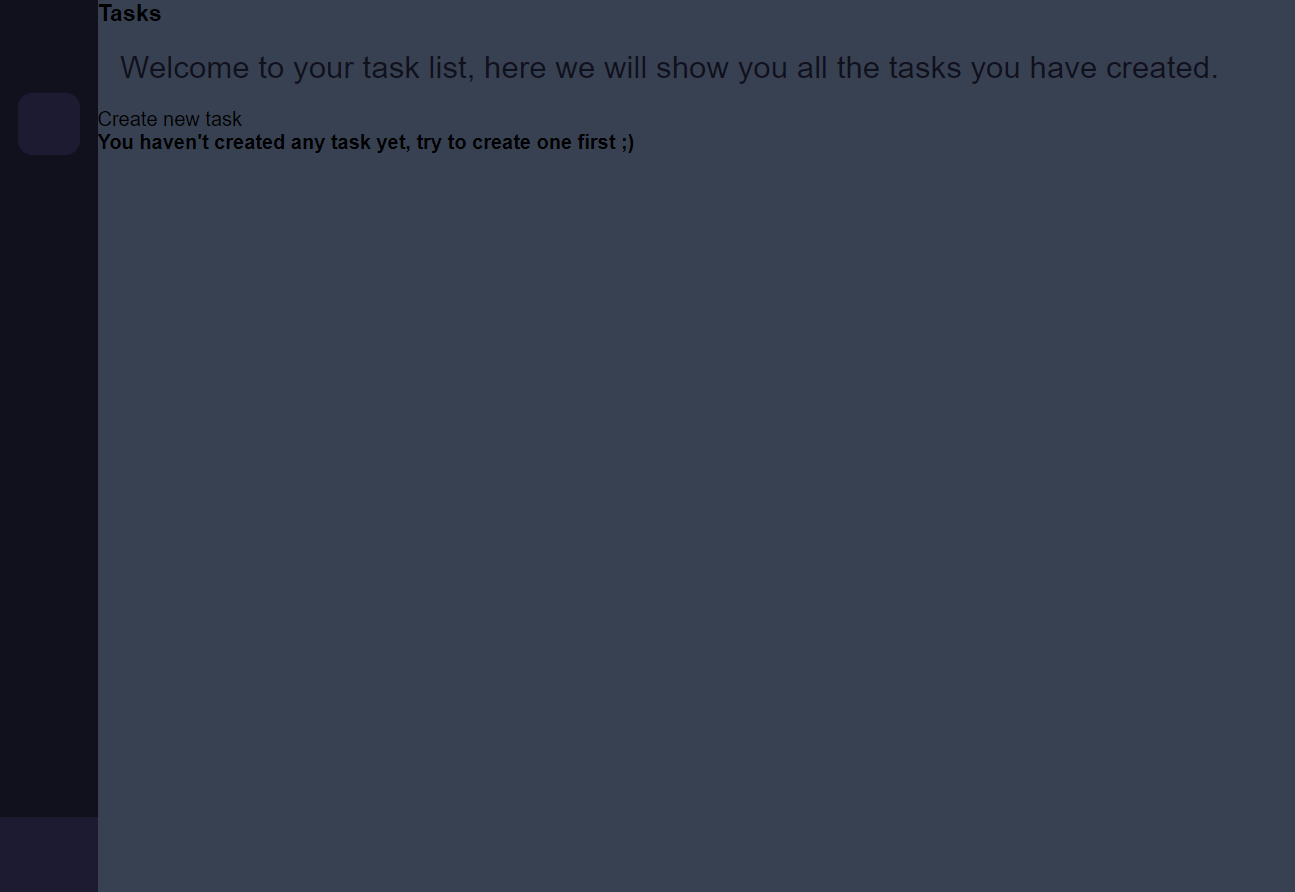 Tasks
Welcome to your task list, here we will show you all the tasks you have created.
Create new task
You haven't created any task yet, try to create one first ;)